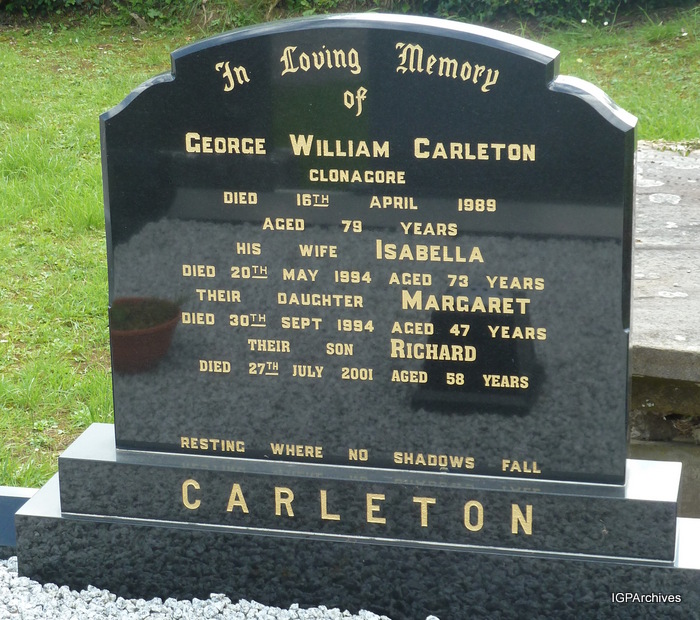 In Loving Memory
of
GEORGE WILLIAM CARLETON
CLONAGORE
DIED 16TH APRIL 1989
AGED 79 YEARS
HIS WIFE ISABELLA
DIED 20TH MAY 1994 AGED 73 YEARS
THEIR DAUGHTER MARGARET
DIED 30TH SEPT 1994 AGED 47 YEARS
THEIR SON RICHARD
DIED 27TH JULY 2001 AGED 58 YEARS
RESTING WHERE NO SHADOWS FALL
CARLETON
IGPArchives